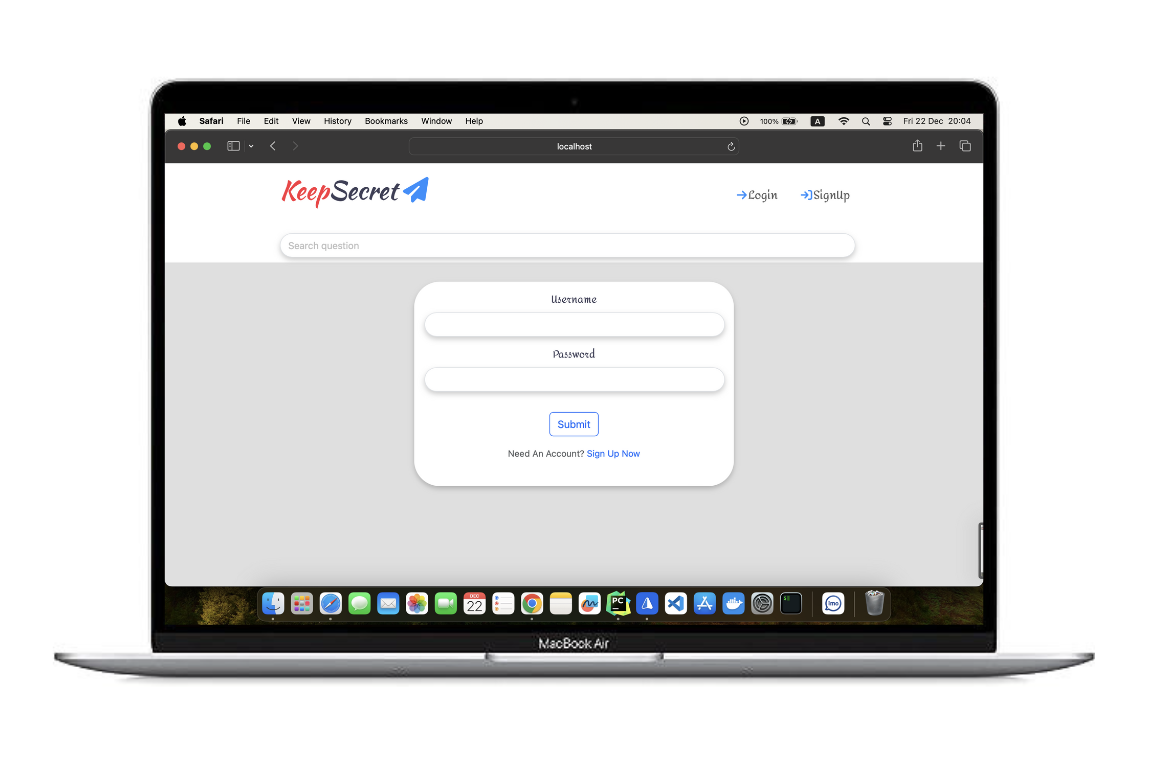 Safari File Edit View History Bookmarks Window Help 100% A Fri 22 Dec 20:04
localhost
KeepSecret Login SignUp
Search question
Username
Password
Submit
Need An Account? Sign Up Now
DEC
22
PC
$
imo
MacBook Air